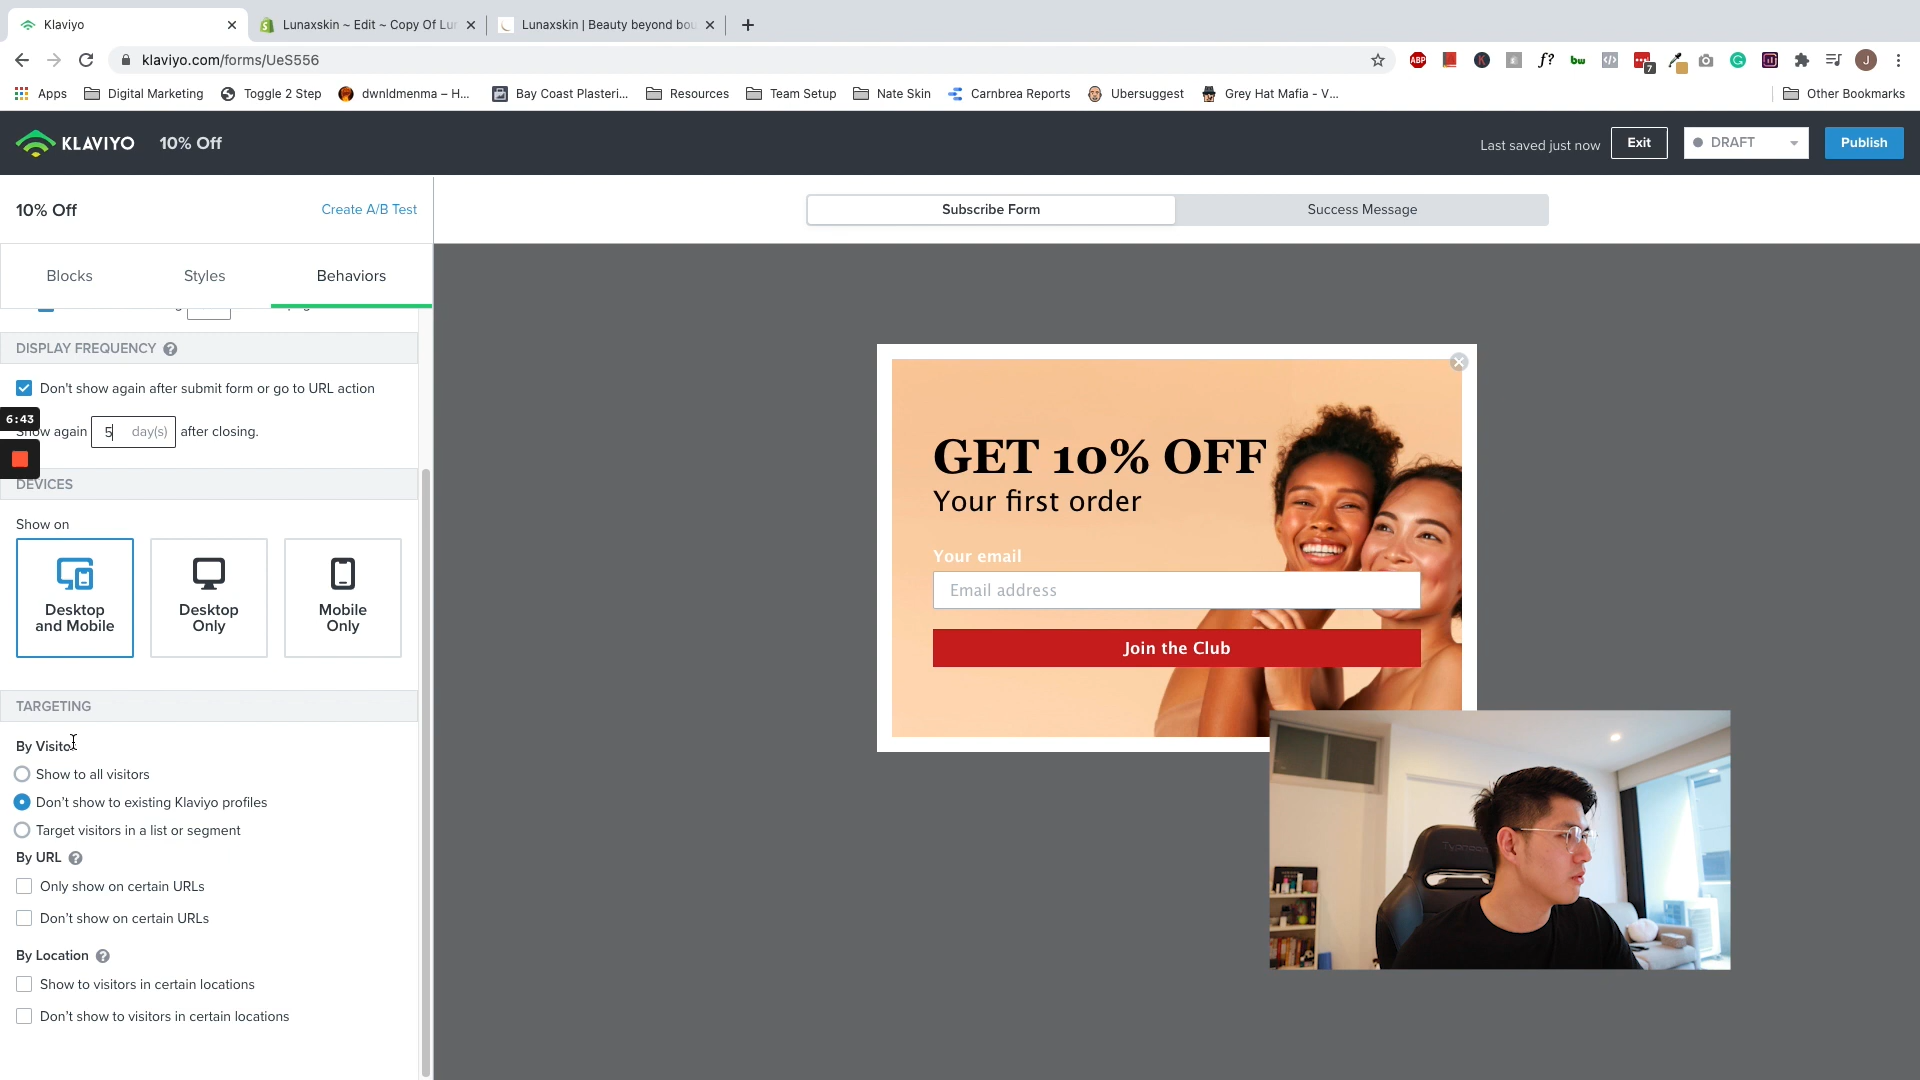 Klaviyo
Lunaxskin ~ Edit ~ Copy Of Lu
Lunaxskin | Beauty beyond bou
klaviyo.com/forms/UeS556
ABP
K
f?
bw
</>
7
G
J
Apps
Digital Marketing
Toggle 2 Step
dwnldmenma – H...
Bay Coast Plasteri...
Resources
Team Setup
Nate Skin
Carnbrea Reports
Ubersuggest
Grey Hat Mafia - V...
Other Bookmarks
KLAVIYO
10% Off
Last saved just now
Exit
DRAFT
Publish
10% Off
Create A/B Test
Subscribe Form
Success Message
Blocks
Styles
Behaviors
DISPLAY FREQUENCY ?
Don't show again after submit form or go to URL action
6:43
Show again 5 day(s) after closing.
DEVICES
Show on
Desktop
and Mobile
Desktop
Only
Mobile
Only
TARGETING
By Visitor
Show to all visitors
Don't show to existing Klaviyo profiles
Target visitors in a list or segment
By URL ?
Only show on certain URLs
Don't show on certain URLs
By Location ?
Show to visitors in certain locations
Don't show to visitors in certain locations
GET 10% OFF
Your first order
Your email
Email address
Join the Club